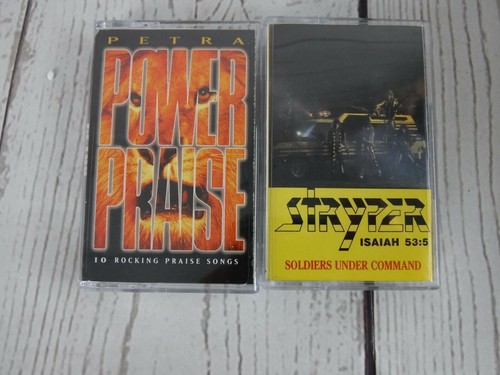 PETRA
POWER
PRAISE
10 ROCKING PRAISE SONGS
STRYPER
ISAIAH 53:5
SOLDIERS UNDER COMMAND